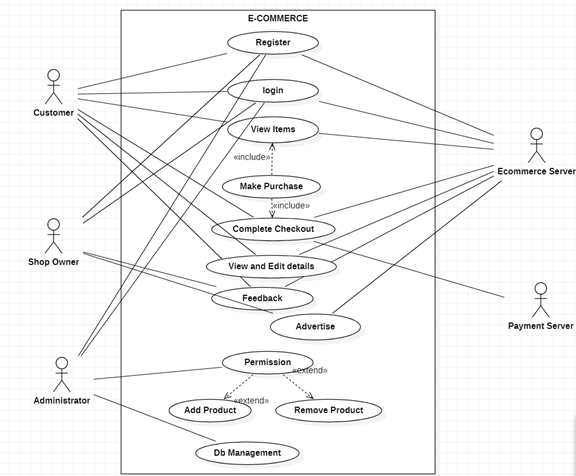 E-COMMERCE
Register
login
Customer
View Items
«include»
Ecommerce Server
Make Purchase
«include»
Complete Checkout
Shop Owner
View and Edit details
Feedback
Advertise
Payment Server
Permission
«extend»
Administrator
«extend»
Add Product
Remove Product
Db Management